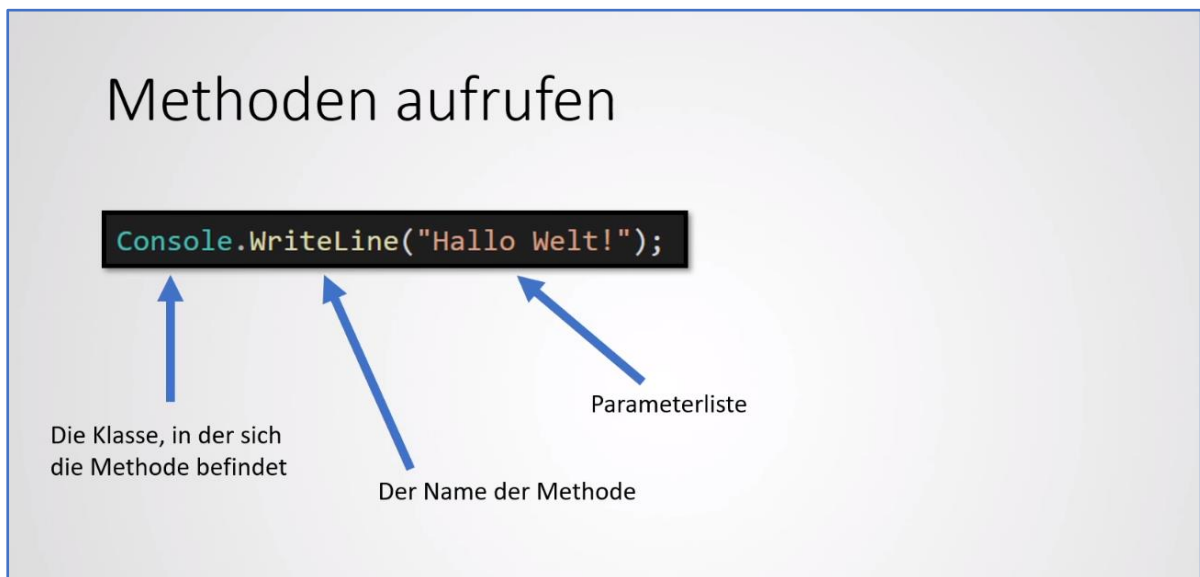 Methoden aufrufen
Console.WriteLine("Hallo Welt!");
Parameterliste
Die Klasse, in der sich
die Methode befindet
Der Name der Methode